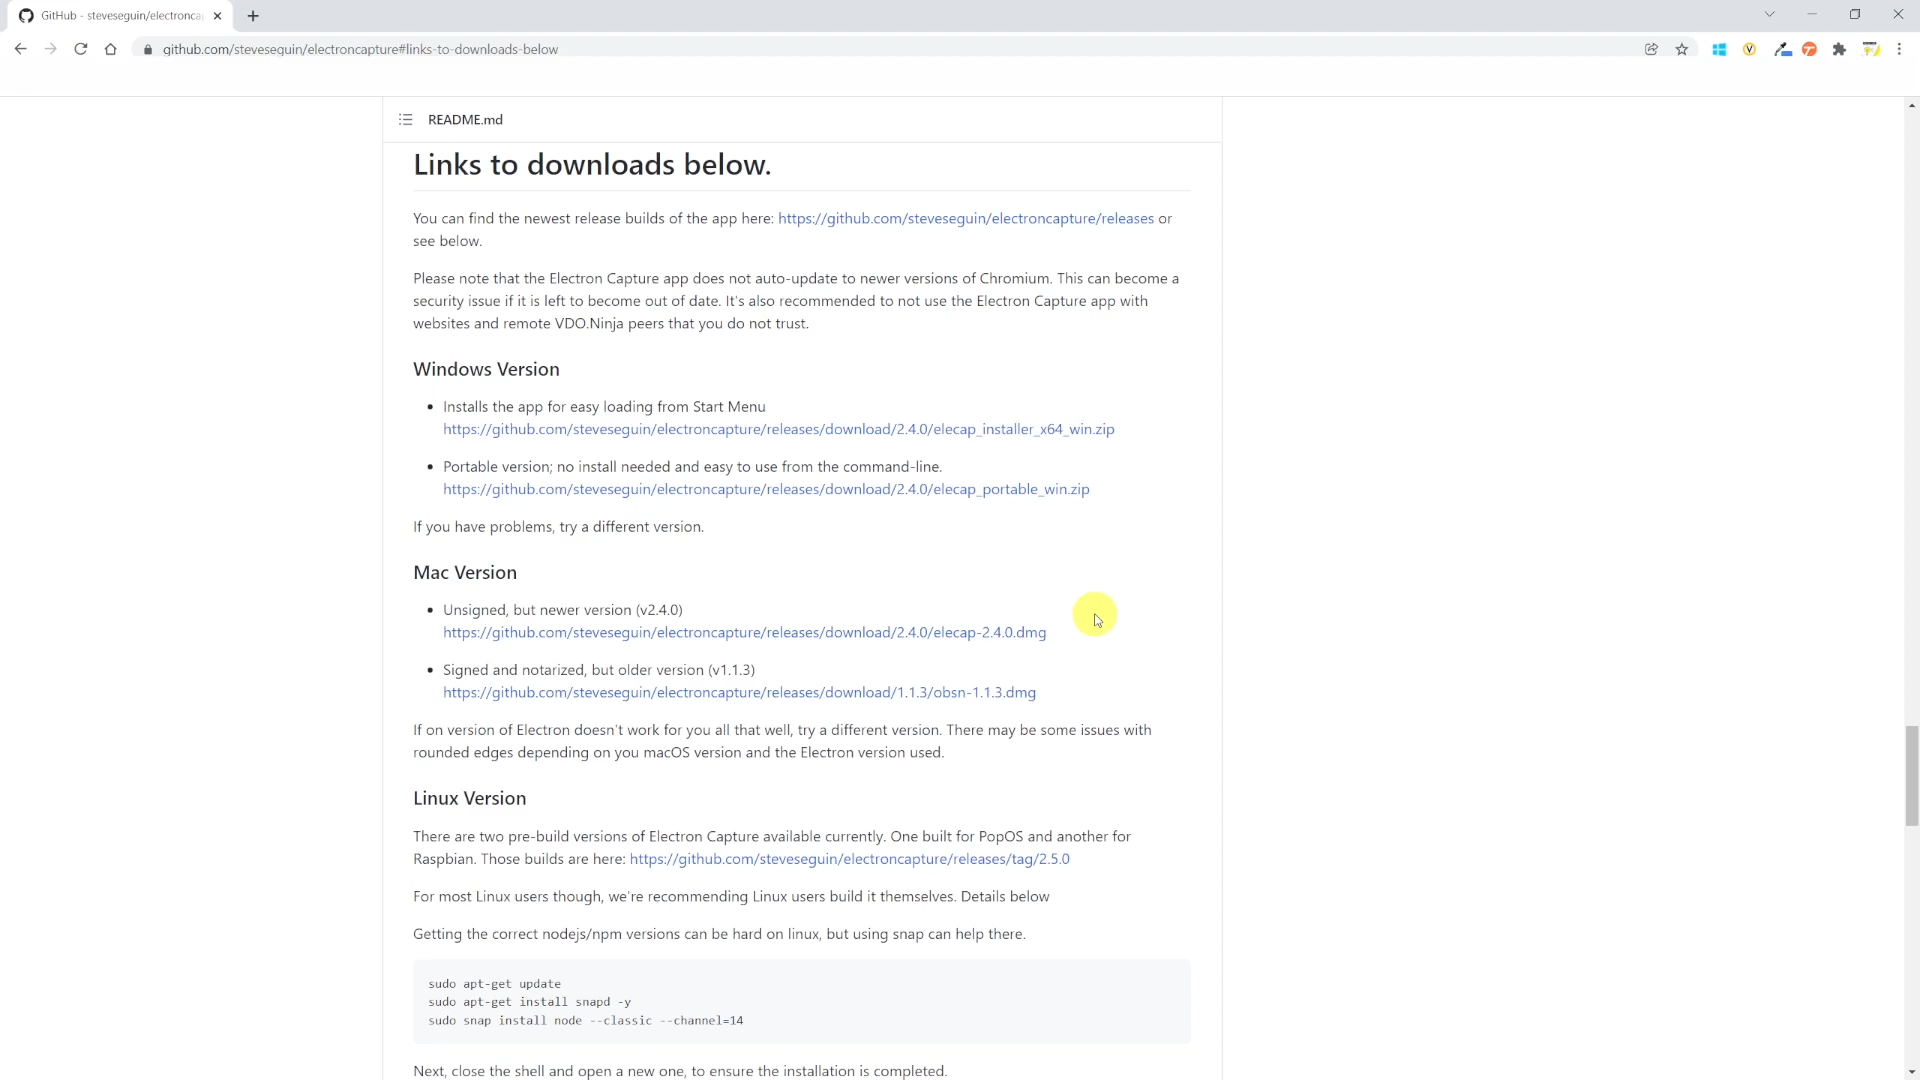 GitHub - steveseguin/electronca
github.com/steveseguin/electroncapture#links-to-downloads-below
README.md
Links to downloads below.
You can find the newest release builds of the app here: https://github.com/steveseguin/electroncapture/releases or
see below.
Please note that the Electron Capture app does not auto-update to newer versions of Chromium. This can become a
security issue if it is left to become out of date. It's also recommended to not use the Electron Capture app with
websites and remote VDO.Ninja peers that you do not trust.
Windows Version
• Installs the app for easy loading from Start Menu
https://github.com/steveseguin/electroncapture/releases/download/2.4.0/elecap_installer_x64_win.zip
• Portable version; no install needed and easy to use from the command-line.
https://github.com/steveseguin/electroncapture/releases/download/2.4.0/elecap_portable_win.zip
If you have problems, try a different version.
Mac Version
• Unsigned, but newer version (v2.4.0)
https://github.com/steveseguin/electroncapture/releases/download/2.4.0/elecap-2.4.0.dmg
• Signed and notarized, but older version (v1.1.3)
https://github.com/steveseguin/electroncapture/releases/download/1.1.3/obsn-1.1.3.dmg
If on version of Electron doesn't work for you all that well, try a different version. There may be some issues with
rounded edges depending on you macOS version and the Electron version used.
Linux Version
There are two pre-build versions of Electron Capture available currently. One built for PopOS and another for
Raspbian. Those builds are here: https://github.com/steveseguin/electroncapture/releases/tag/2.5.0
For most Linux users though, we're recommending Linux users build it themselves. Details below
Getting the correct nodejs/npm versions can be hard on linux, but using snap can help there.
sudo apt-get update
sudo apt-get install snapd -y
sudo snap install node --classic --channel=14
Next, close the shell and open a new one, to ensure the installation is completed.